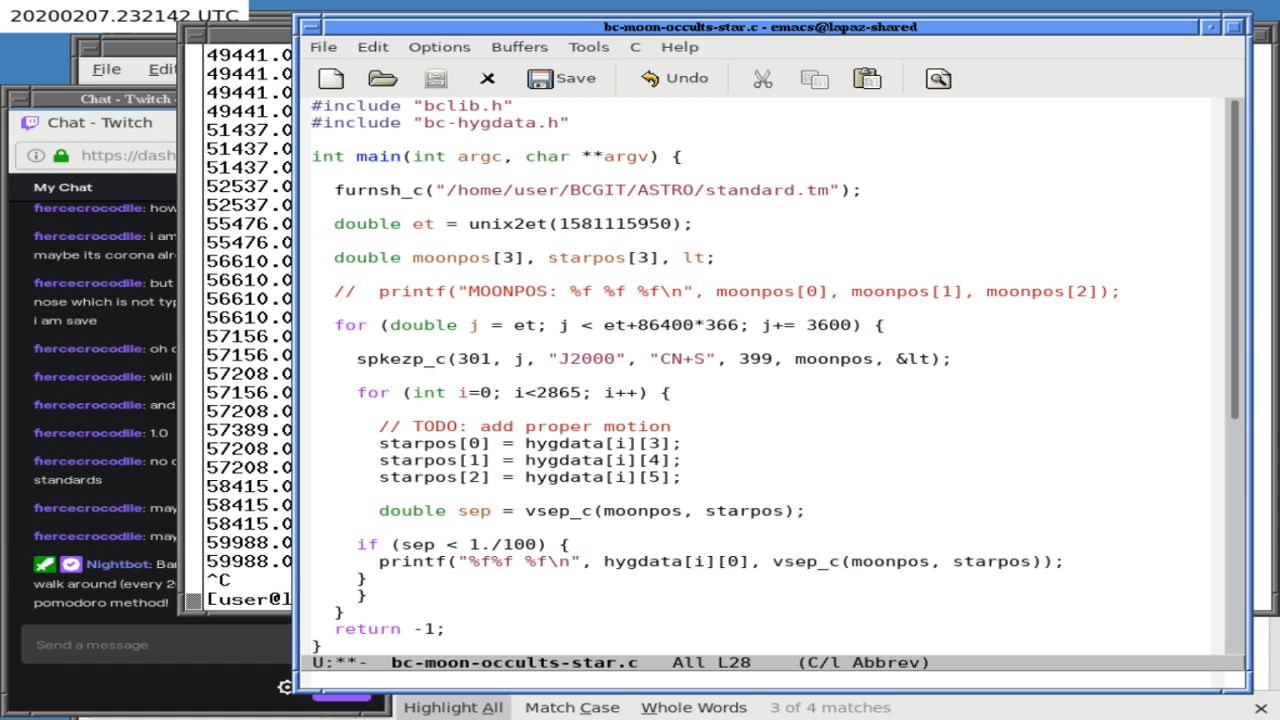 20200207.232142 UTC
bc-moon-occults-star.c - emacs@lapaz-shared
File Edit Options Buffers Tools C Help
Save Undo
#include "bclib.h"
#include "bc-hygdata.h"
int main(int argc, char **argv) {
furnsh_c("/home/user/BCGIT/ASTRO/standard.tm");
double et = unix2et(1581115950);
double moonpos[3], starpos[3], lt;
// printf("MOONPOS: %f %f %f\n", moonpos[0], moonpos[1], moonpos[2]);
for (double j = et; j < et+86400*366; j+= 3600) {
spkezp_c(301, j, "J2000", "CN+S", 399, moonpos, &lt);
for (int i=0; i<2865; i++) {
// TODO: add proper motion
starpos[0] = hygdata[i][3];
starpos[1] = hygdata[i][4];
starpos[2] = hygdata[i][5];
double sep = vsep_c(moonpos, starpos);
if (sep < 1./100) {
printf("%f%f %f\n", hygdata[i][0], vsep_c(moonpos, starpos));
}
}
}
return -1;
}
U:**- bc-moon-occults-star.c All L28 (C/l Abbrev)
49441.0
49441.0
49441.0
49441.0
51437.0
51437.0
51437.0
52537.0
52537.0
55476.0
55476.0
56610.0
56610.0
56610.0
56610.0
57156.0
57156.0
57208.0
57156.0
57208.0
57389.0
57208.0
57208.0
58415.0
58415.0
58415.0
59988.0
59988.0
^C
[user@l
File Edi
Chat - Twitch -
Chat - Twitch
https://dash
My Chat
fiercecrocodile: how
fiercecrocodile: i am
maybe its corona alr
fiercecrocodile: but
nose which is not typ
i am save
fiercecrocodile: oh c
fiercecrocodile: will
fiercecrocodile: and
fiercecrocodile: 1.0
fiercecrocodile: no c
standards
fiercecrocodile: may
fiercecrocodile: may
Nightbot: Bar
walk around (every 2
pomodoro method!
Send a message
Highlight All Match Case Whole Words 3 of 4 matches